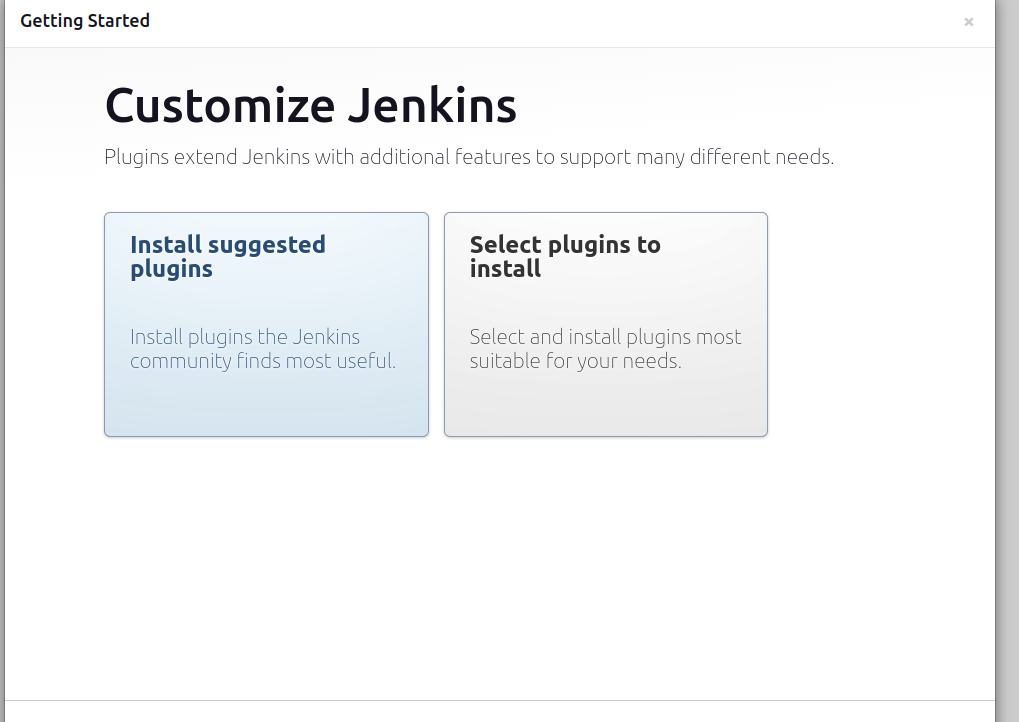 Getting Started
×
Customize Jenkins
Plugins extend Jenkins with additional features to support many different needs.
Install suggested
plugins
Install plugins the Jenkins
community finds most useful.
Select plugins to
install
Select and install plugins most
suitable for your needs.